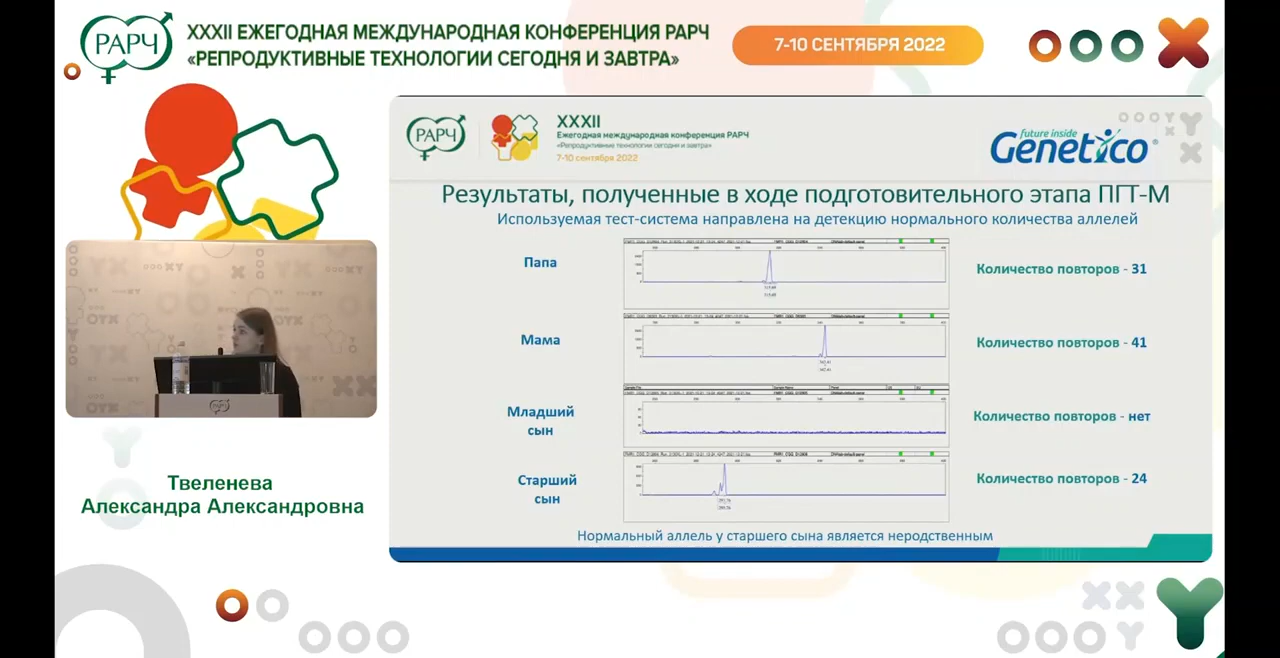 РАРЧ
XXXII ЕЖЕГОДНАЯ МЕЖДУНАРОДНАЯ КОНФЕРЕНЦИЯ РАРЧ
«РЕПРОДУКТИВНЫЕ ТЕХНОЛОГИИ СЕГОДНЯ И ЗАВТРА»
7-10 СЕНТЯБРЯ 2022
РАРЧ
XXXII
Ежегодная международная конференция РАРЧ
«Репродуктивные технологии сегодня и завтра»
7-10 сентября 2022
future inside
Genetico
Результаты, полученные в ходе подготовительного этапа ПГТ-М
Используемая тест-система направлена на детекцию нормального количества аллелей
Папа
Количество повторов - 31
Мама
Количество повторов - 41
Младший
сын
Количество повторов - нет
Старший
сын
Количество повторов - 24
Нормальный аллель у старшего сына является неродственным
Твеленева
Александра Александровна